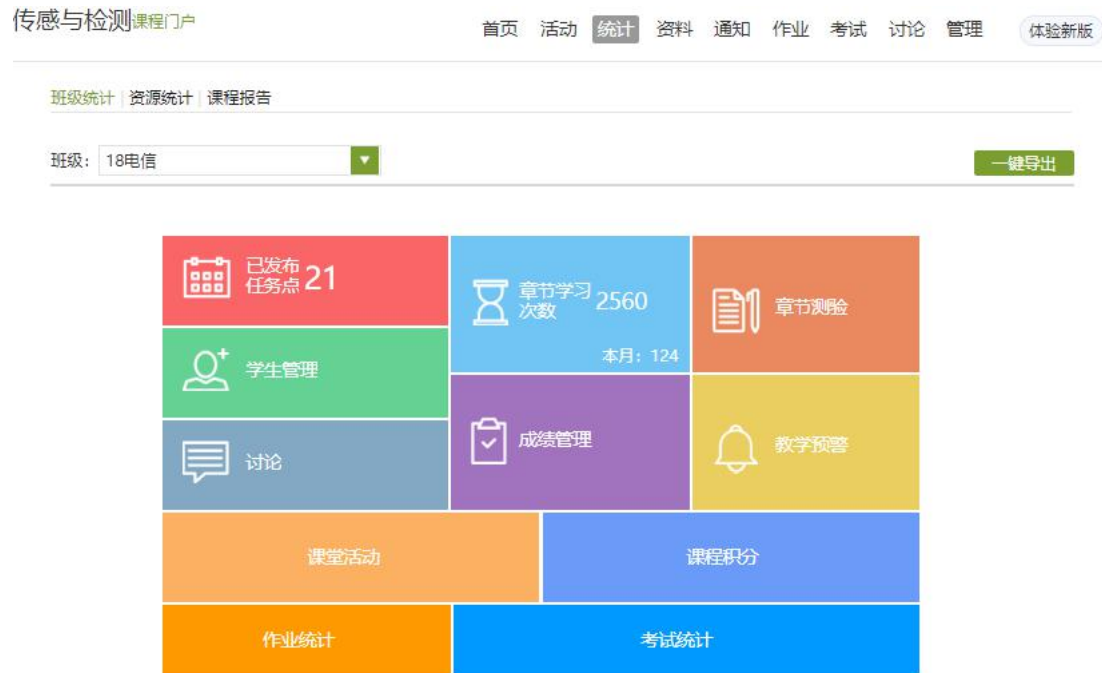 传感与检测课程门户
首页 活动 统计 资料 通知 作业 考试 讨论 管理 体验新版
班级统计 资源统计 课程报告
班级: 18电信
一键导出
已发布
任务点 21
学生管理
讨论
章节学习
次数 2560
本月: 124
成绩管理
章节测验
教学预警
课堂活动
课程积分
作业统计
考试统计